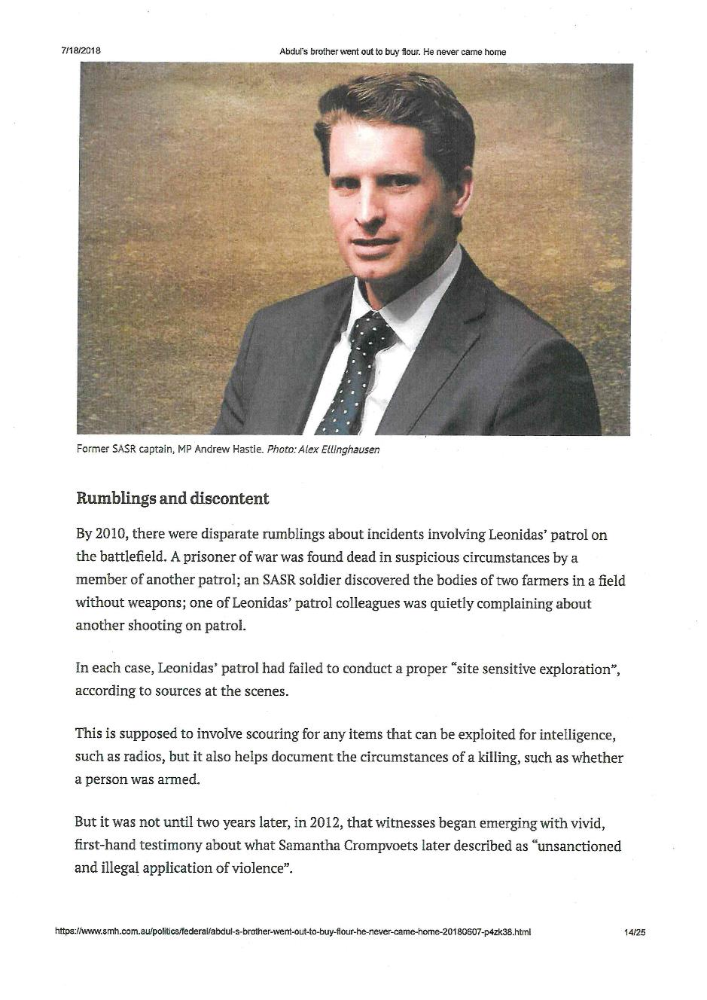 7/18/2018
Abdul's brother went out to buy flour. He never came home
Former SASR captain, MP Andrew Hastie. Photo: Alex Ellinghausen
Rumblings and discontent
By 2010, there were disparate rumblings about incidents involving Leonidas’ patrol on
the battlefield. A prisoner of war was found dead in suspicious circumstances by a
member of another patrol; an SASR soldier discovered the bodies of two farmers in a field
without weapons; one of Leonidas’ patrol colleagues was quietly complaining about
another shooting on patrol.
In each case, Leonidas’ patrol had failed to conduct a proper “site sensitive exploration”,
according to sources at the scenes.
This is supposed to involve scouring for any items that can be exploited for intelligence,
such as radios, but it also helps document the circumstances of a killing, such as whether
a person was armed.
But it was not until two years later, in 2012, that witnesses began emerging with vivid,
first-hand testimony about what Samantha Crompvoets later described as “unsanctioned
and illegal application of violence”.
https://www.smh.com.au/politics/federal/abdul-s-brother-went-out-to-buy-flour-he-never-came-home-20180607-p4zk38.html
14/25